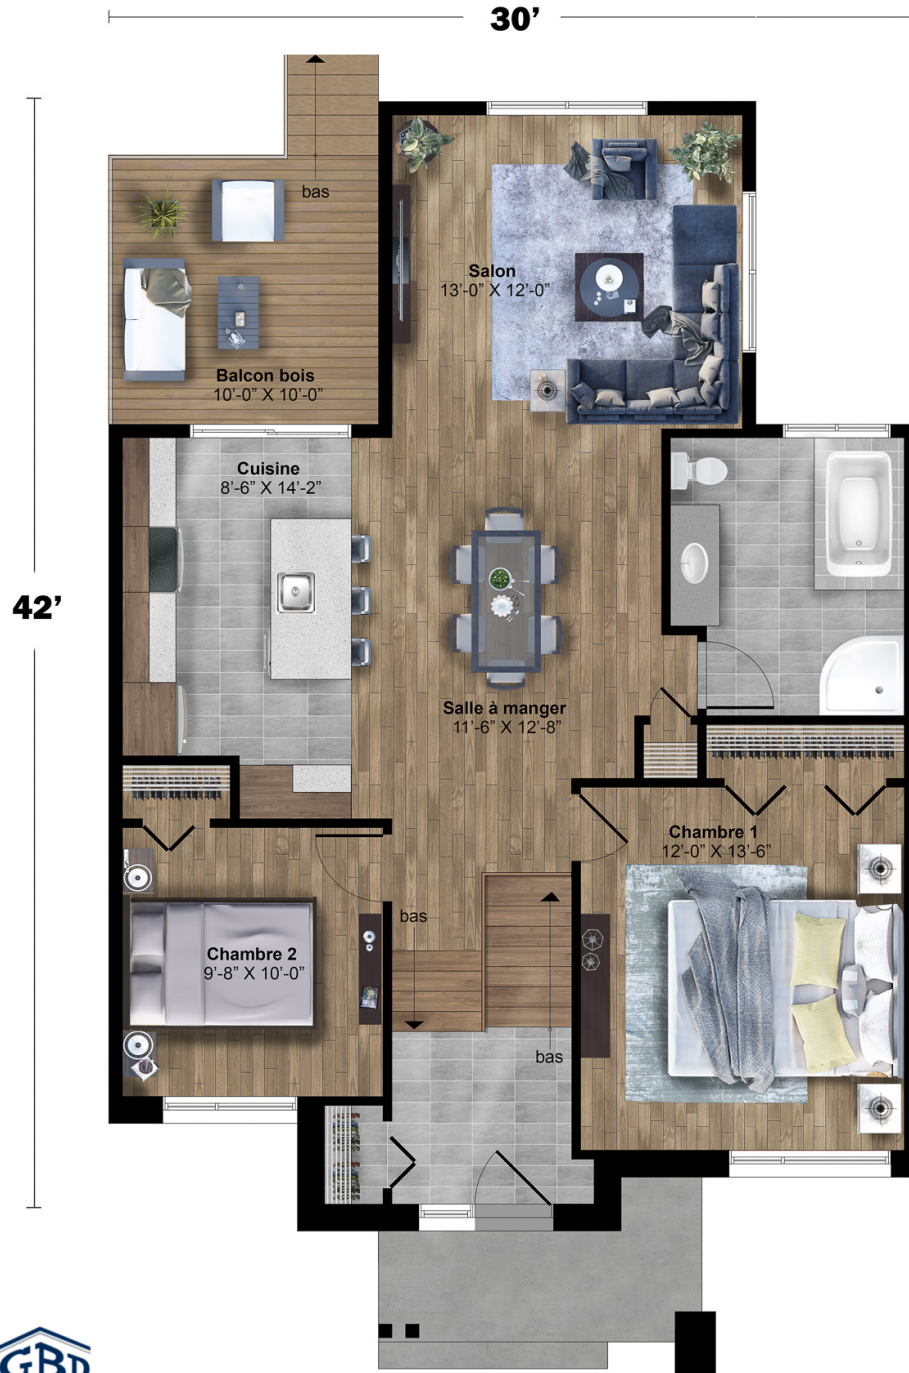 30’
bas
Salon
13’-0” X 12’-0”
Balcon bois
10’-0” X 10’-0”
Cuisine
8’-6” X 14’-2”
42’
Salle à manger
11’-6” X 12’-8”
Chambre 1
12’-0” X 13’-6”
bas
Chambre 2
9’-8” X 10’-0”
bas
GBD